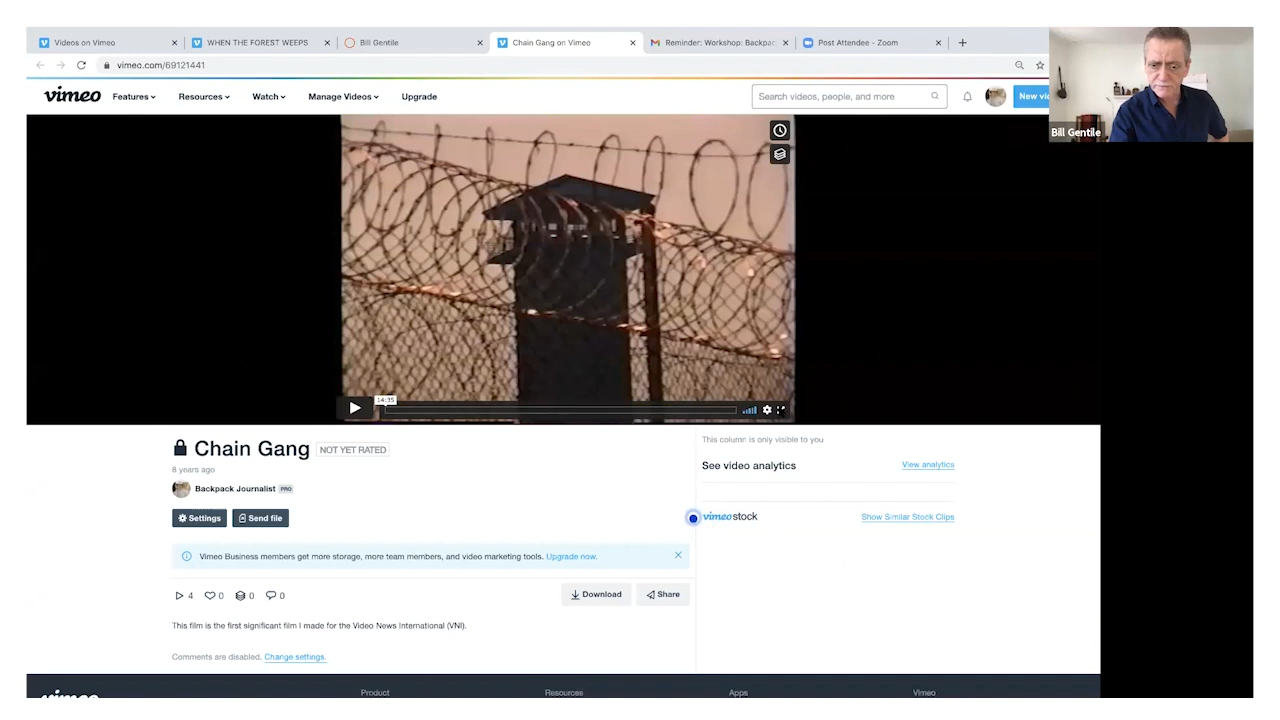 Videos on Vimeo
WHEN THE FOREST WEEPS
Bill Gentile
Chain Gang on Vimeo
Reminder: Workshop: Backpac
Post Attendee - Zoom
vimeo.com/69121441
vimeo
Features
Resources
Watch
Manage Videos
Upgrade
Search videos, people, and more
New vid
Bill Gentile
14:35
Chain Gang
NOT YET RATED
8 years ago
Backpack Journalist PRO
Settings
Send file
Vimeo Business members get more storage, more team members, and video marketing tools. Upgrade now.
4
0
0
0
Download
Share
This film is the first significant film I made for the Video News International (VNI).
Comments are disabled. Change settings.
This column is only visible to you
See video analytics
View analytics
vimeo stock
Show Similar Stock Clips
vimeo
Product
Resources
Apps
Vimeo